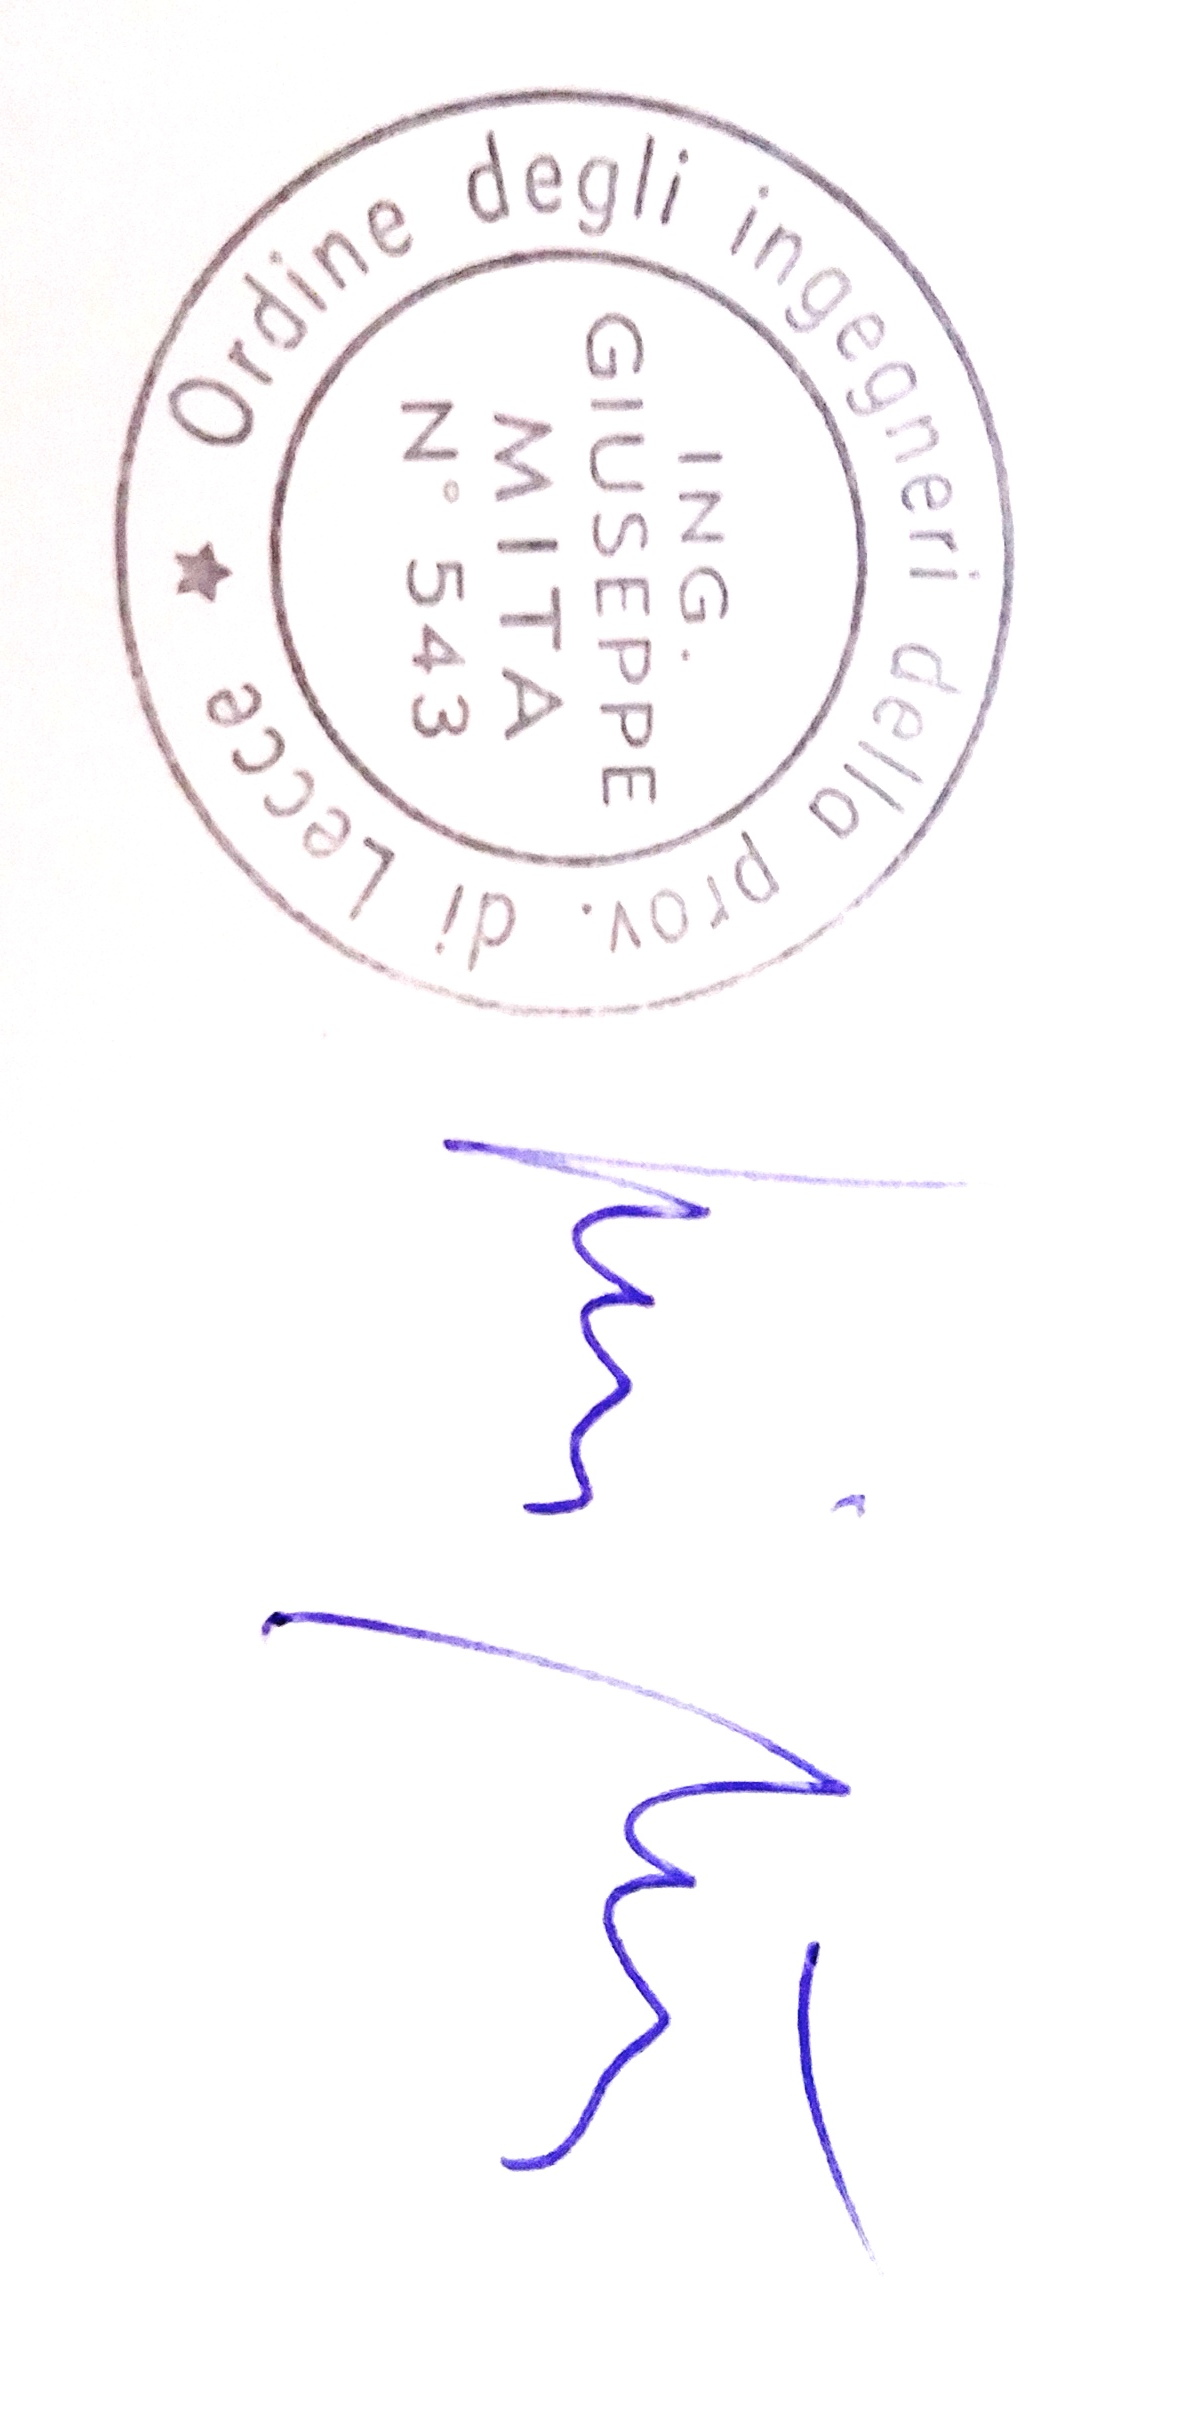 Ordine degli ingegneri della prov. di Lecce
ING.
GIUSEPPE
MITA
N° 543